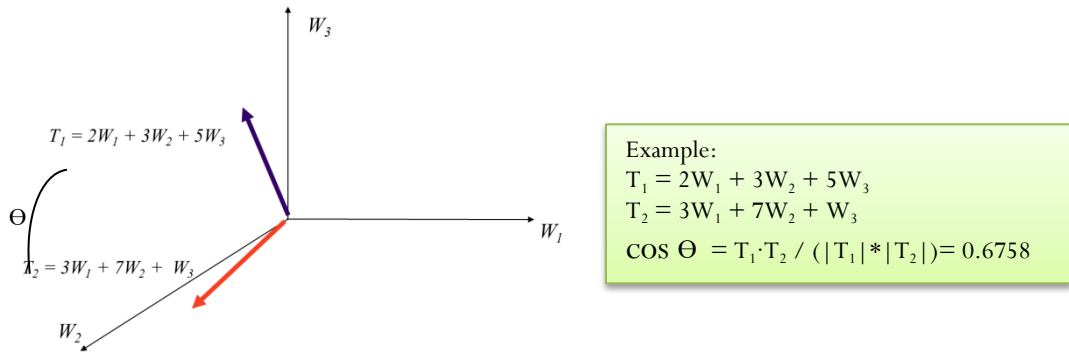 W₃
T₁ = 2W₁ + 3W₂ + 5W₃
ϴ
W₁
T₂ = 3W₁ + 7W₂ + W₃
W₂
Example:
T₁ = 2W₁ + 3W₂ + 5W₃
T₂ = 3W₁ + 7W₂ + W₃
cos ϴ = T₁·T₂ / (|T₁|*|T₂|)= 0.6758